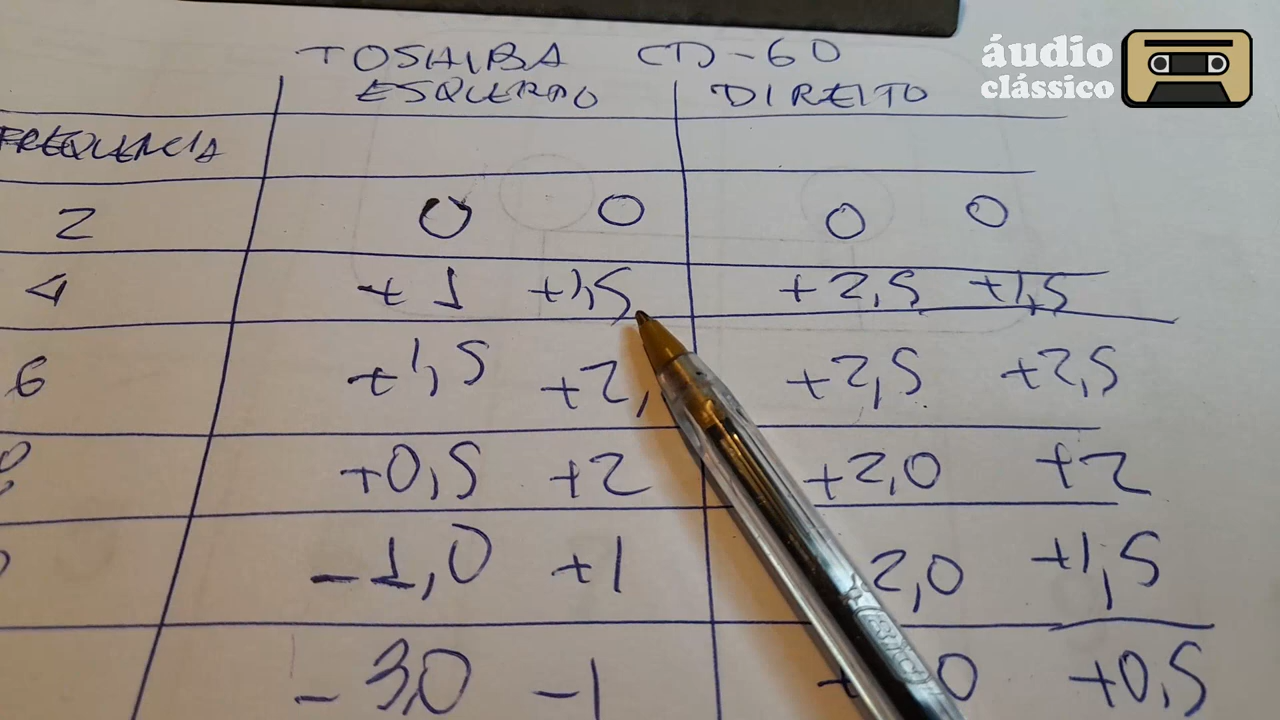 TOSHIBA CD-60
áudio
clássico
ESQUERDO DIREITO
FREQUENCIA
2 0 0 0 0
4 +1 +1,5 +2,5 +1,5
6 +1,5 +2, +2,5 +2,5
+0,5 +2 +2,0 +2
-1,0 +1 2,0 +1,5
-3,0 -1 0 +0,5